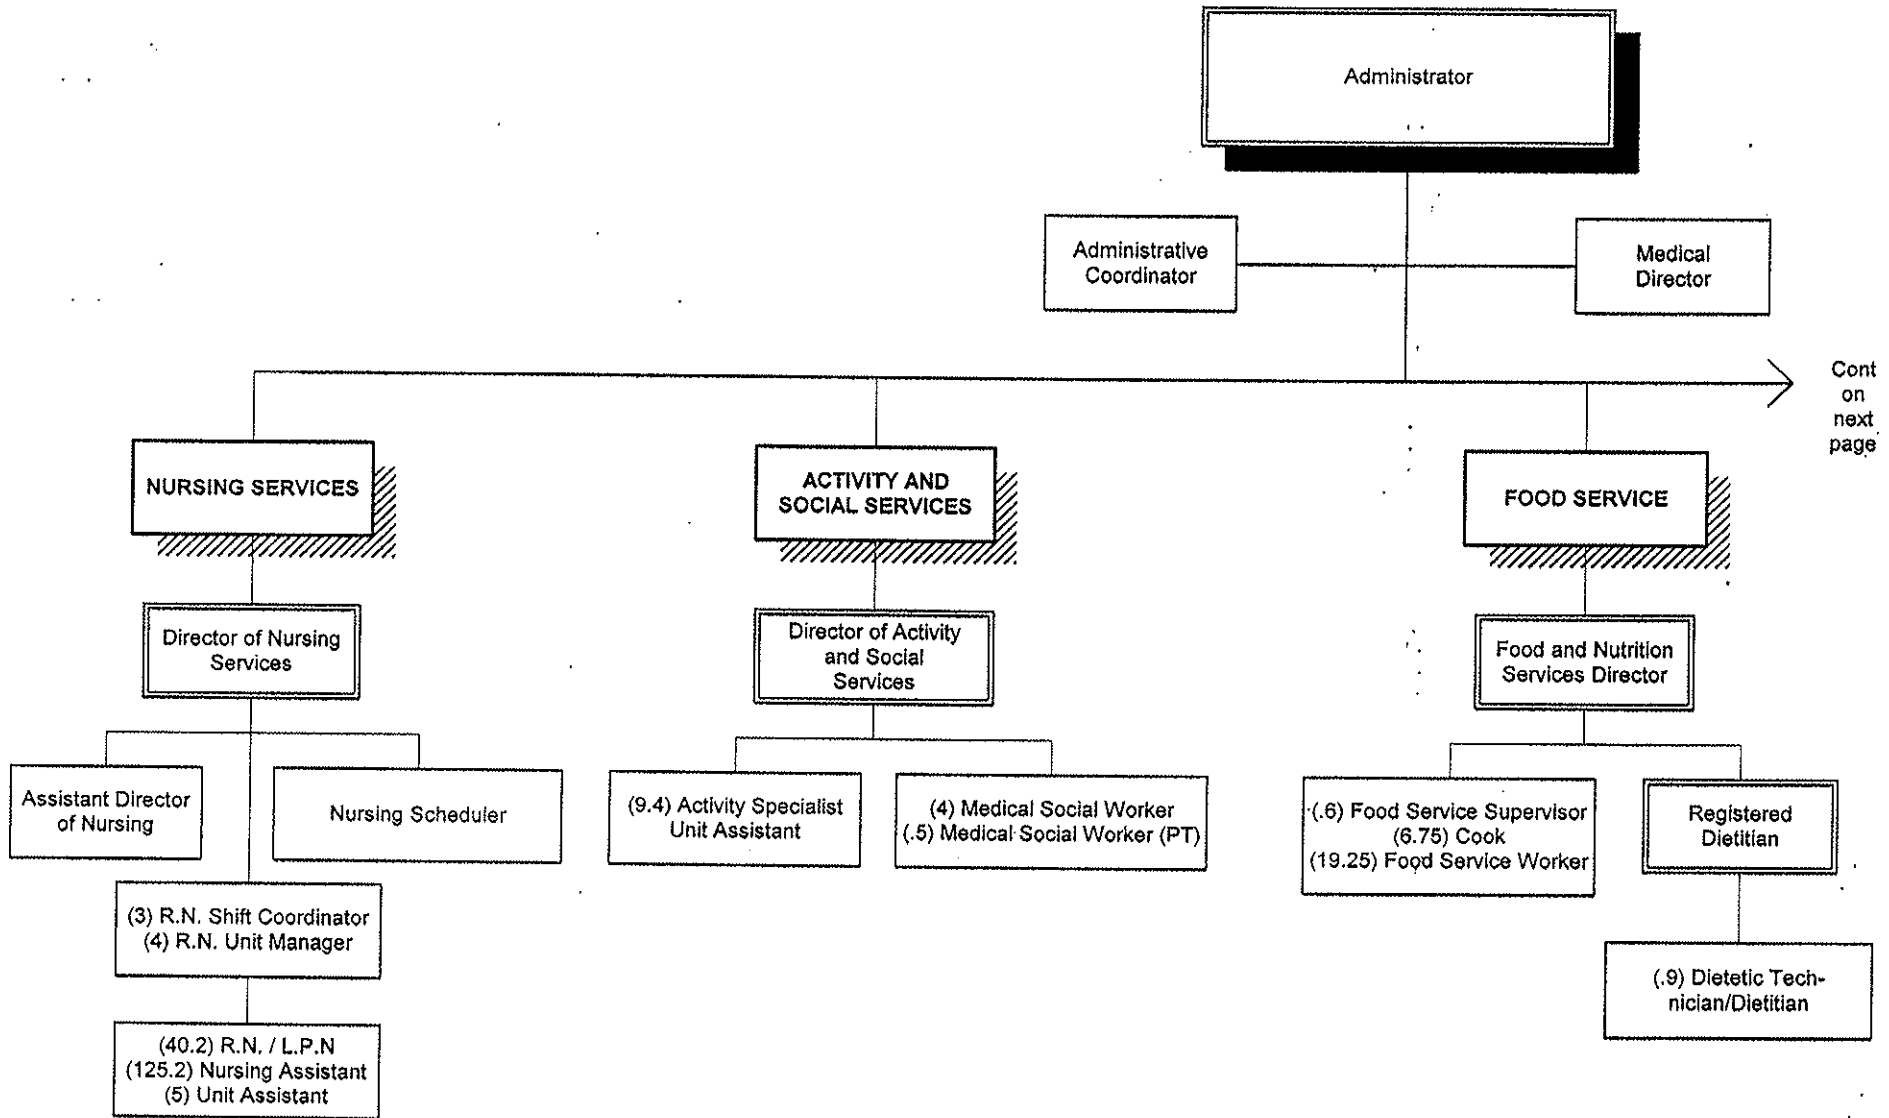 Administrator
Administrative
Coordinator
Medical
Director
Cont
on
next
page
NURSING SERVICES
ACTIVITY AND
SOCIAL SERVICES
FOOD SERVICE
Director of Nursing
Services
Director of Activity
and Social
Services
Food and Nutrition
Services Director
Assistant Director
of Nursing
Nursing Scheduler
(9.4) Activity Specialist
Unit Assistant
(4) Medical Social Worker
(.5) Medical Social Worker (PT)
(.6) Food Service Supervisor
(6.75) Cook
(19.25) Food Service Worker
Registered
Dietitian
(3) R.N. Shift Coordinator
(4) R.N. Unit Manager
(.9) Dietetic Tech-
nician/Dietitian
(40.2) R.N. / L.P.N
(125.2) Nursing Assistant
(5) Unit Assistant